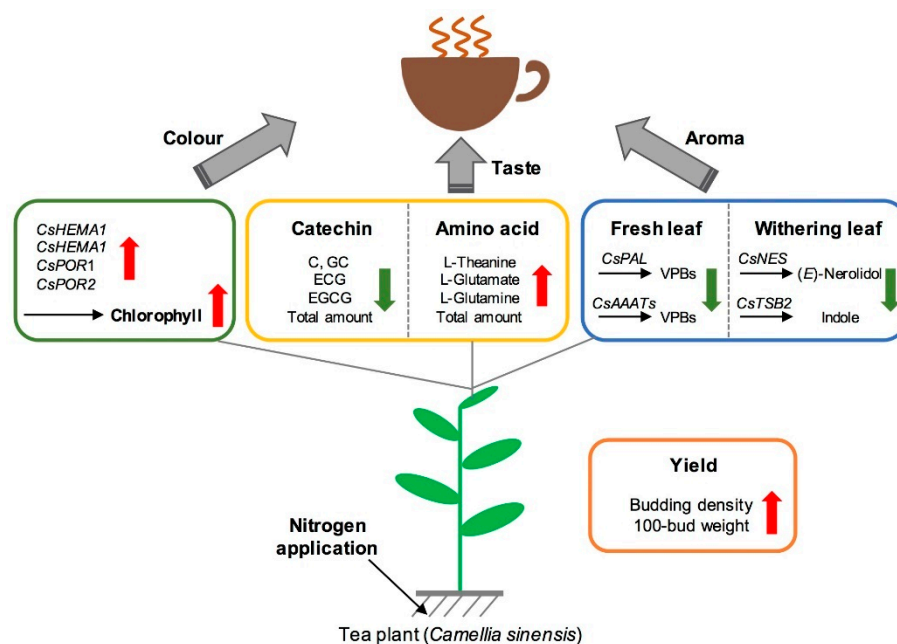 Colour
Aroma
Taste
CsHEMA1
CsHEMA1
CsPOR1
CsPOR2
Chlorophyll
Catechin
C, GC
ECG
EGCG
Total amount
Amino acid
L-Theanine
L-Glutamate
L-Glutamine
Total amount
Fresh leaf
CsPAL
VPBs
CsAAATs
VPBs
Withering leaf
CsNES
(E)-Nerolidol
CsTSB2
Indole
Yield
Budding density
100-bud weight
Nitrogen
application
Tea plant (Camellia sinensis)